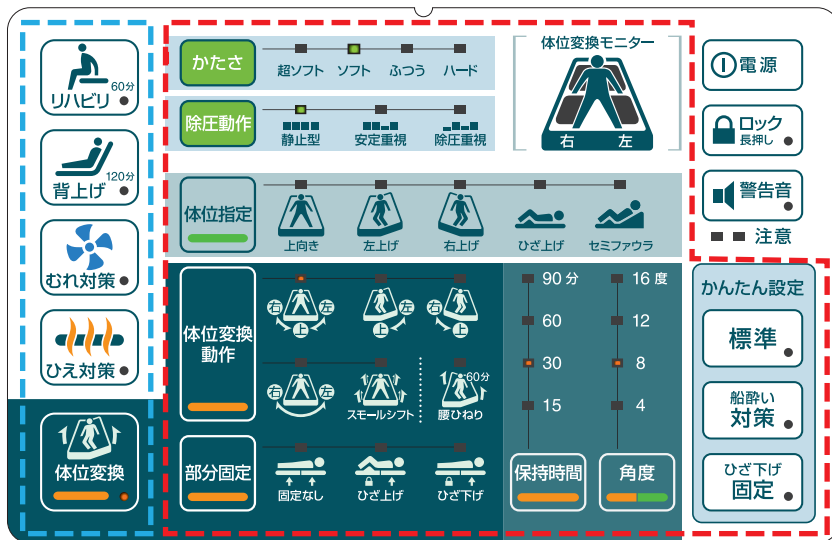 リハビリ
60分
背上げ
120分
むれ対策
ひえ対策
体位変換
かたさ
超ソフト ソフト ふつう ハード
除圧動作
静止型 安定重視 除圧重視
体位変換モニター
右 左
電源
ロック
長押し
警告音
注意
体位指定
上向き 左上げ 右上げ ひざ上げ セミファウラ
体位変換
動作
右 左 上
左 上
右 上
右 左
スモールシフト
60分
腰ひねり
部分固定
固定なし ひざ上げ ひざ下げ
90分
60
30
15
保持時間
16度
12
8
4
角度
かんたん設定
標準
船酔い
対策
ひざ下げ
固定